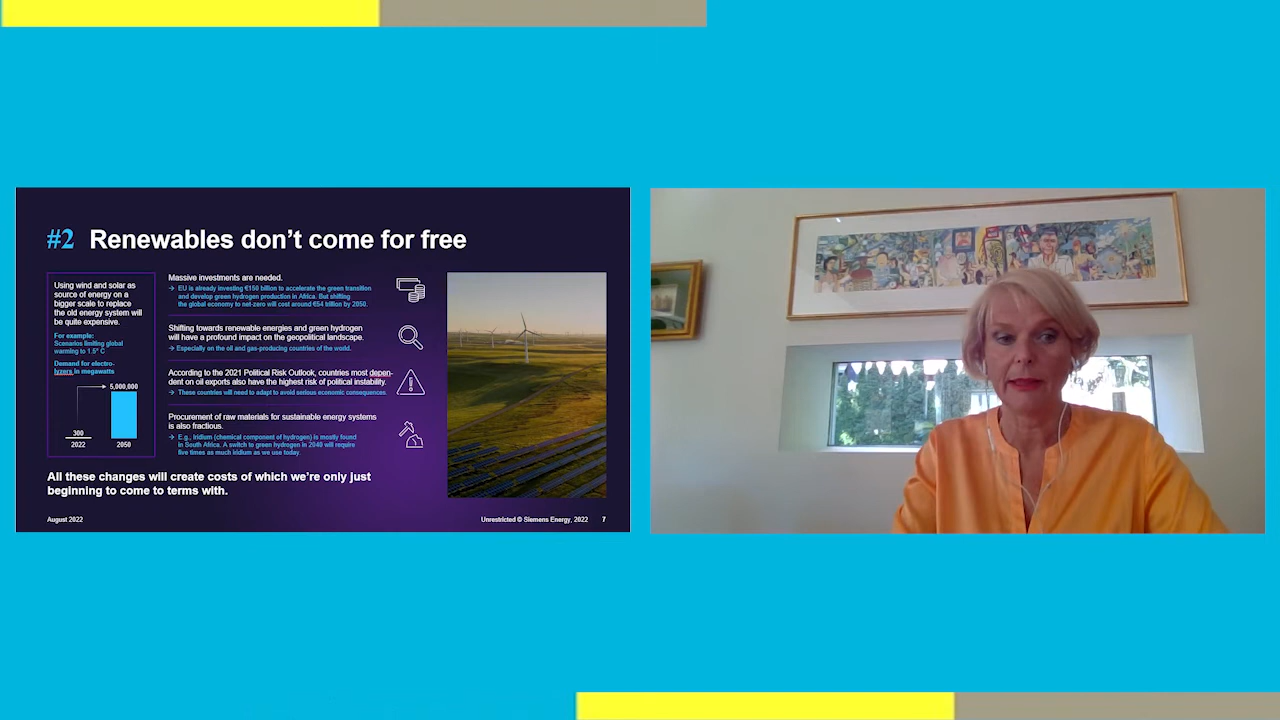 #2 Renewables don't come for free
Using wind and solar as
source of energy on a
bigger scale to replace
the old energy system will
be quite expensive.
For example:
Scenarios limiting global
warming to 1.5° C
Demand for electro-
lyzers in megawatts
5,000,000
300
2022
2050
Massive investments are needed.
→ EU is already investing €150 billion to accelerate the green transition
and develop green hydrogen production in Africa. But shifting
the global economy to net-zero will cost around €54 trillion by 2050.
Shifting towards renewable energies and green hydrogen
will have a profound impact on the geopolitical landscape.
→ Especially on the oil and gas-producing countries of the world.
According to the 2021 Political Risk Outlook, countries most depen-
dent on oil exports also have the highest risk of political instability.
→ These countries will need to adapt to avoid serious economic consequences.
Procurement of raw materials for sustainable energy systems
is also fractious.
→ E.g., Iridium (chemical component of hydrogen) is mostly found
in South Africa. A switch to green hydrogen in 2040 will require
five times as much iridium as we use today.
All these changes will create costs of which we're only just
beginning to come to terms with.
August 2022
Unrestricted © Siemens Energy, 2022 7